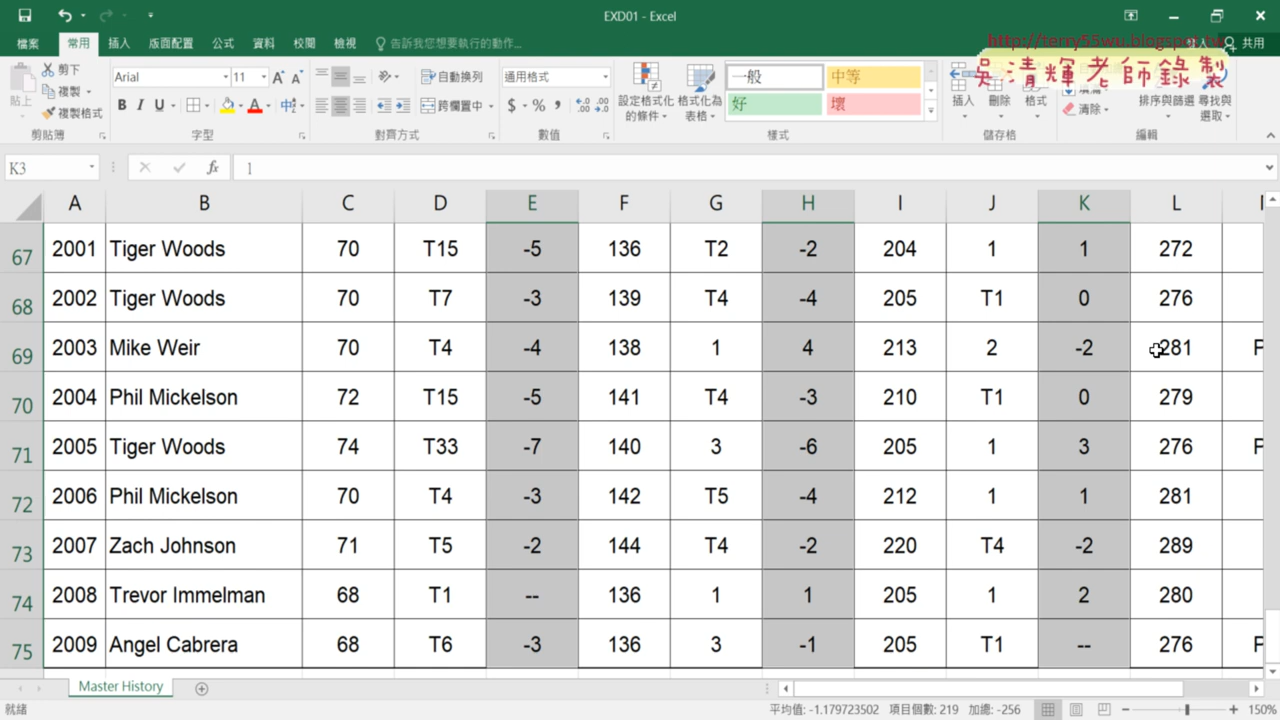 EXD01 - Excel
檔案 常用 插入 版面配置 公式 資料 校閱 檢視 告訴我您想要執行的動作... 共用
http://terry55wu.blogspot.tw
吳清輝老師錄製
貼上 剪下 複製 複製格式 剪貼簿
Arial 11 B I U 字型
自動換列 跨欄置中 對齊方式
通用格式 $ % 數值
設定格式化的條件 格式化為表格 一般 中等 好 壞 樣式
插入 刪除 格式 儲存格
填滿 清除 排序與篩選 尋找與選取 編輯
K3 fx 1
A B C D E F G H I J K L
67 2001 Tiger Woods 70 T15 -5 136 T2 -2 204 1 1 272
68 2002 Tiger Woods 70 T7 -3 139 T4 -4 205 T1 0 276
69 2003 Mike Weir 70 T4 -4 138 1 4 213 2 -2 281 P
70 2004 Phil Mickelson 72 T15 -5 141 T4 -3 210 T1 0 279
71 2005 Tiger Woods 74 T33 -7 140 3 -6 205 1 3 276 P
72 2006 Phil Mickelson 70 T4 -3 142 T5 -4 212 1 1 281
73 2007 Zach Johnson 71 T5 -2 144 T4 -2 220 T4 -2 289
74 2008 Trevor Immelman 68 T1 -- 136 1 1 205 1 2 280
75 2009 Angel Cabrera 68 T6 -3 136 3 -1 205 T1 -- 276 P
Master History
就緒 平均值: -1.179723502 項目個數: 219 加總: -256 150%